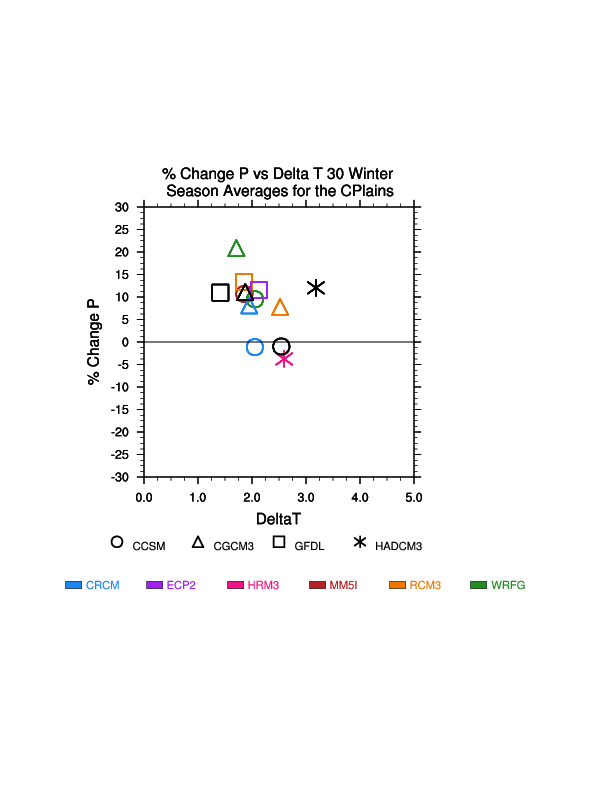 % Change P vs Delta T 30 Winter
Season Averages for the CPlains
30
25
20
15
10
5
0
-5
-10
-15
-20
-25
-30
% Change P
0.0 1.0 2.0 3.0 4.0 5.0
DeltaT
CCSM CGCM3 GFDL HADCM3
CRCM ECP2 HRM3 MM5I RCM3 WRFG